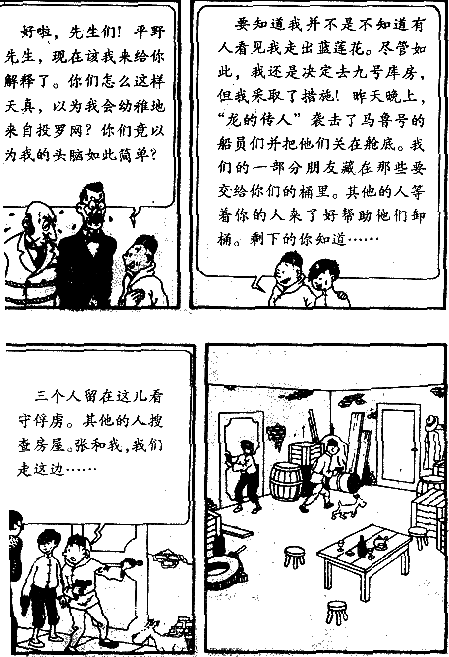 好啦，先生们！平野
先生，现在该我来给你
解释了。你们怎么这样
天真，以为我会幼雅地
来自投罗网？你们竟以
为我的头脑如此简单？
要知道我并不是不知道有
人看见我走出蓝莲花。尽管如
此，我还是决定去九号库房，
但我采取了措施！昨天晚上，
“龙的传人”袭击了马鲁号的
船员们并把他们关在舱底。我
们的一部分朋友藏在那些要
交给你们的桶里。其他的人等
着你的人来了好帮助他们卸
桶。剩下的你知道……
三个人留在这儿看
守俘虏。其他的人搜
查房屋。张和我，我们
走这边……